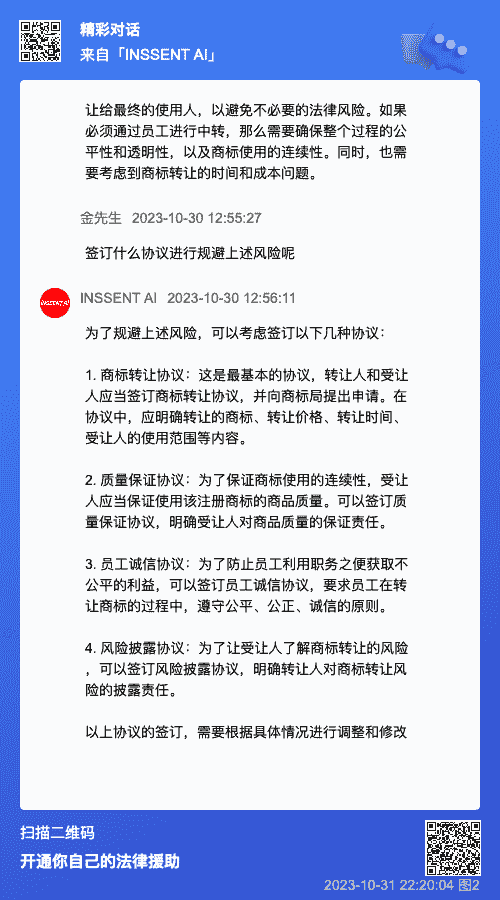 精彩对话
来自「INSSENT AI」
让给最终的使用人，以避免不必要的法律风险。如果
必须通过员工进行中转，那么需要确保整个过程的公
平性和透明性，以及商标使用的连续性。同时，也需
要考虑到商标转让的时间和成本问题。
金先生 2023-10-30 12:55:27
签订什么协议进行规避上述风险呢
INSSENT AI
INSSENT AI 2023-10-30 12:56:11
为了规避上述风险，可以考虑签订以下几种协议：
1. 商标转让协议：这是最基本的协议，转让人和受让
人应当签订商标转让协议，并向商标局提出申请。在
协议中，应明确转让的商标、转让价格、转让时间、
受让人的使用范围等内容。
2. 质量保证协议：为了保证商标使用的连续性，受让
人应当保证使用该注册商标的商品质量。可以签订质
量保证协议，明确受让人对商品质量的保证责任。
3. 员工诚信协议：为了防止员工利用职务之便获取不
公平的利益，可以签订员工诚信协议，要求员工在转
让商标的过程中，遵守公平、公正、诚信的原则。
4. 风险披露协议：为了让受让人了解商标转让的风险
，可以签订风险披露协议，明确转让人对商标转让风
险的披露责任。
以上协议的签订，需要根据具体情况进行调整和修改
扫描二维码
开通你自己的法律援助
2023-10-31 22:20:04 图2